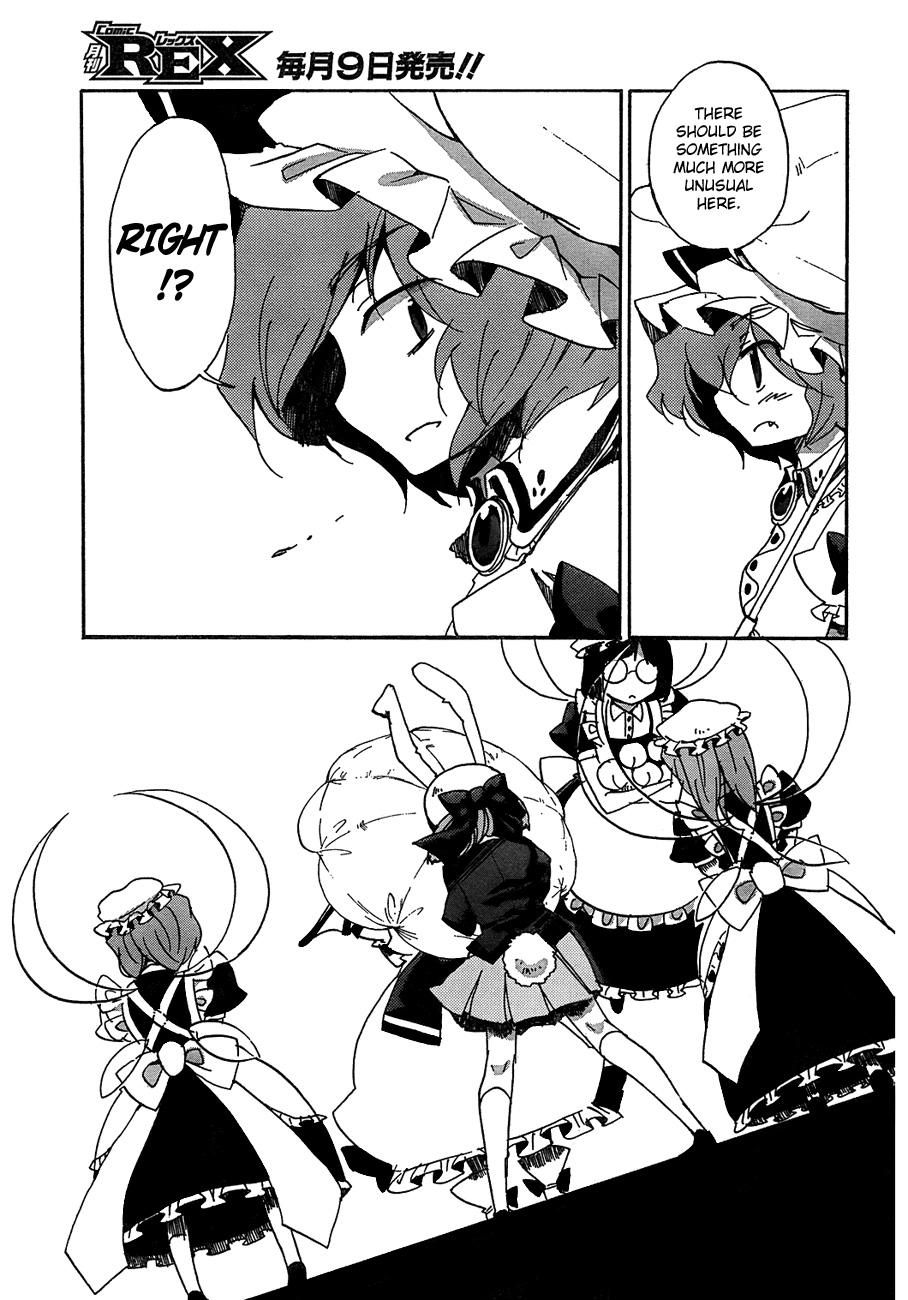 Comic
月刊 REX レックス 毎月9日発売!!
THERE
SHOULD BE
SOMETHING
MUCH MORE
UNUSUAL
HERE.
RIGHT
!?